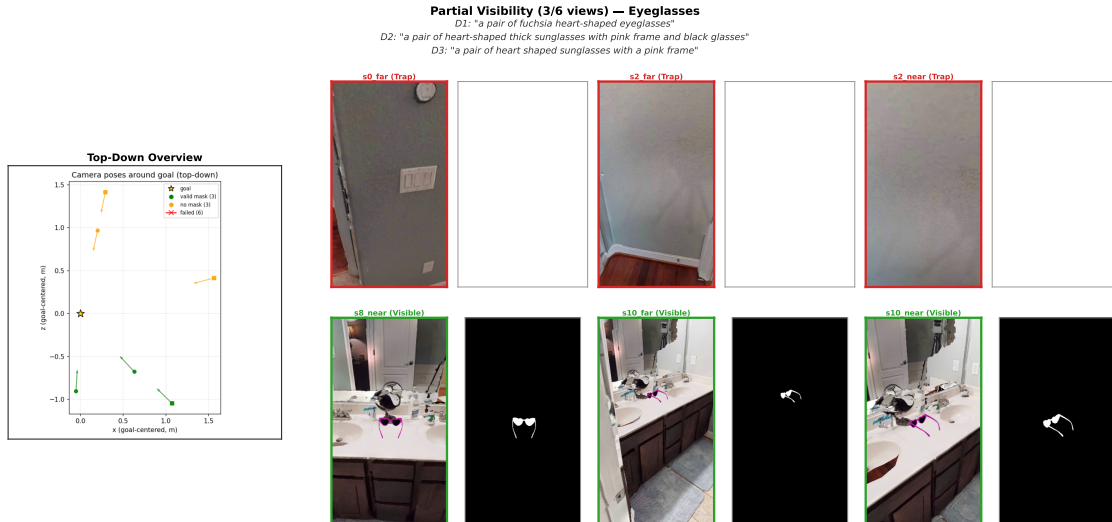 Partial Visibility (3/6 views) — Eyeglasses
D1: "a pair of fuchsia heart-shaped eyeglasses"
D2: "a pair of heart-shaped thick sunglasses with pink frame and black glasses"
D3: "a pair of heart shaped sunglasses with a pink frame"
s0_far (Trap)
s2_far (Trap)
s2_near (Trap)
Top-Down Overview
Camera poses around goal (top-down)
goal
valid mask (3)
no mask (3)
failed (6)
1.5
1.0
0.5
0.0
−0.5
−1.0
z (goal-centered, m)
0.0
0.5
1.0
1.5
x (goal-centered, m)
s8_near (Visible)
s10_far (Visible)
s10_near (Visible)